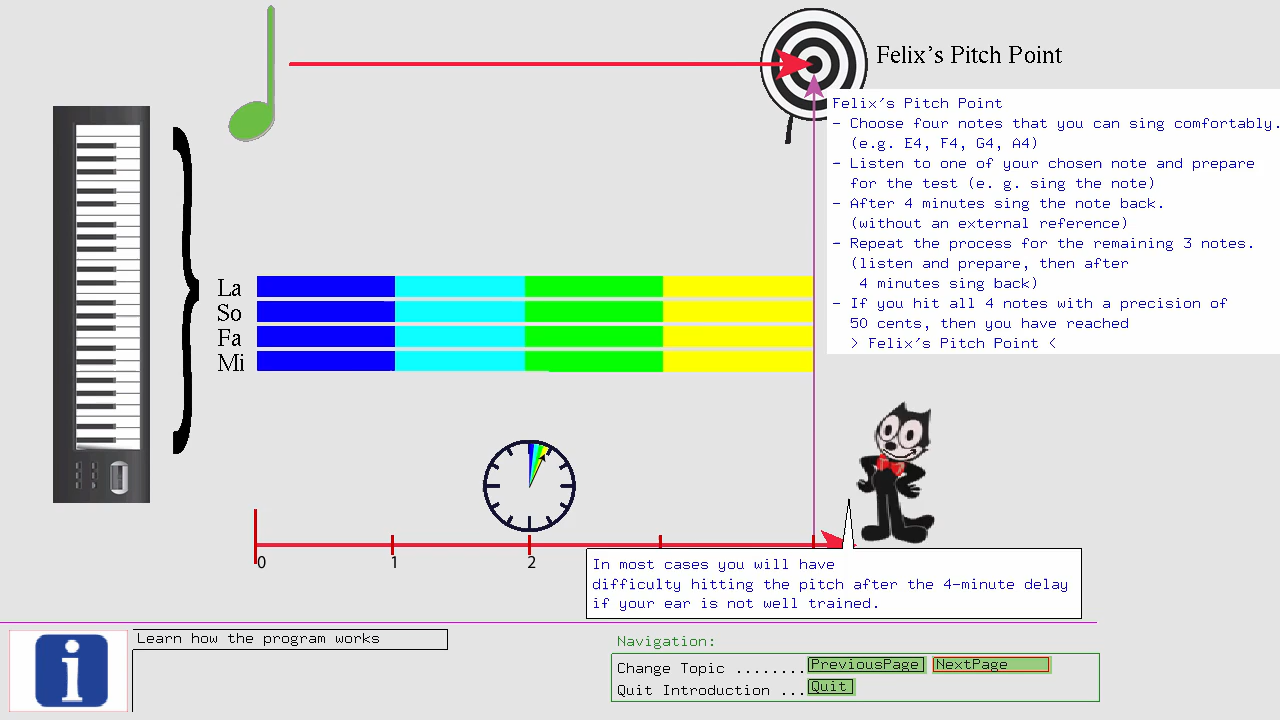 Felix's Pitch Point
Felix's Pitch Point
- Choose four notes that you can sing comfortably.
(e.g. E4, F4, G4, A4)
- Listen to one of your chosen note and prepare
for the test (e. g. sing the note)
- After 4 minutes sing the note back.
(without an external reference)
- Repeat the process for the remaining 3 notes.
(listen and prepare, then after
4 minutes sing back)
- If you hit all 4 notes with a precision of
50 cents, then you have reached
> Felix's Pitch Point <
La
So
Fa
Mi
0 1 2
In most cases you will have
difficulty hitting the pitch after the 4-minute delay
if your ear is not well trained.
i
Learn how the program works
Navigation:
Change Topic ........ PreviousPage NextPage
Quit Introduction ... Quit